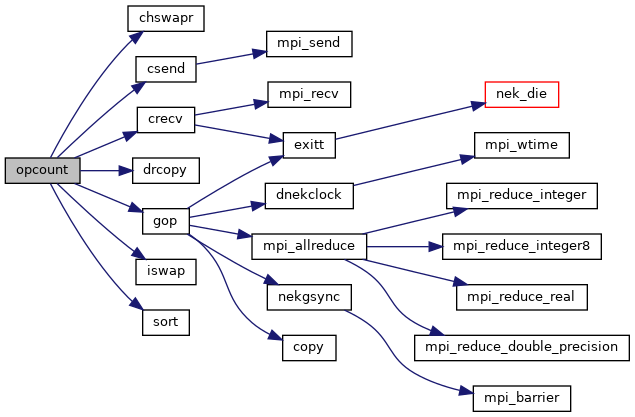 chswapr
mpi_send
csend
mpi_recv
nek_die
crecv
exitt
mpi_wtime
opcount
drcopy
dnekclock
mpi_reduce_integer
gop
mpi_allreduce
mpi_reduce_integer8
iswap
nekgsync
mpi_reduce_real
sort
copy
mpi_reduce_double_precision
mpi_barrier